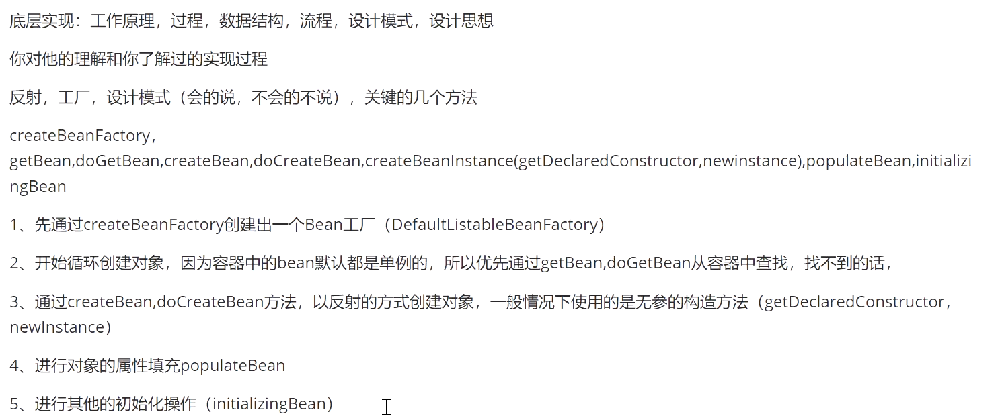 底层实现：工作原理，过程，数据结构，流程，设计模式，设计思想
你对他的理解和你了解过的实现过程
反射，工厂，设计模式（会的说，不会的不说），关键的几个方法
createBeanFactory，
getBean,doGetBean,createBean,doCreateBean,createBeanInstance(getDeclaredConstructor,newinstance),populateBean,initializi
ngBean
1、先通过createBeanFactory创建出一个Bean工厂（DefaultListableBeanFactory）
2、开始循环创建对象，因为容器中的bean默认都是单例的，所以优先通过getBean,doGetBean从容器中查找，找不到的话，
3、通过createBean,doCreateBean方法，以反射的方式创建对象，一般情况下使用的是无参的构造方法（getDeclaredConstructor，
newInstance）
4、进行对象的属性填充populateBean
5、进行其他的初始化操作（initializingBean）